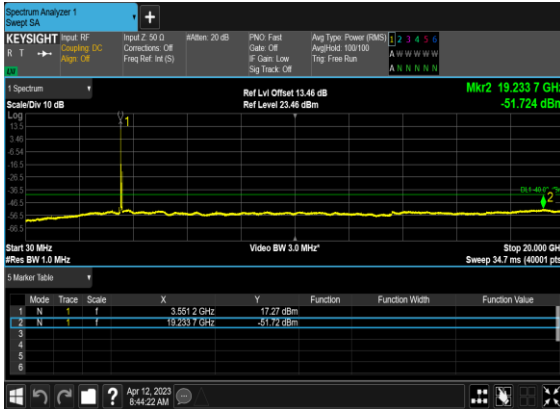 Spectrum Analyzer 1
Swept SA
+
KEYSIGHT Input: RF Input Z: 50 Ω #Atten: 20 dB PNO: Fast Avg Type: Power (RMS) 1 2 3 4 5 6
R T Coupling: DC Corrections: Off Gate: Off Avg|Hold: 100/100 A W W W W W
Align: Off Freq Ref: Int (S) IF Gain: Low Trig: Free Run
LXI Sig Track: Off A N N N N N
1 Spectrum
Ref Lvl Offset 13.46 dB Mkr2 19.233 7 GHz
Scale/Div 10 dB Ref Level 23.46 dBm -51.724 dBm
Log
13.5
3.46
-6.54
-16.5
-26.5
-36.5
-46.5
-56.5
-66.5
1
2
Start 30 MHz Video BW 3.0 MHz* Stop 20.000 GHz
#Res BW 1.0 MHz Sweep 34.7 ms (40001 pts
5 Marker Table
Mode Trace Scale X Y Function Function Width Function Value
1 N 1 f 3.551 2 GHz 17.27 dBm
2 N 1 f 19.233 7 GHz -51.72 dBm
3
4
5
6
? Apr 12, 2023
8:44:22 AM